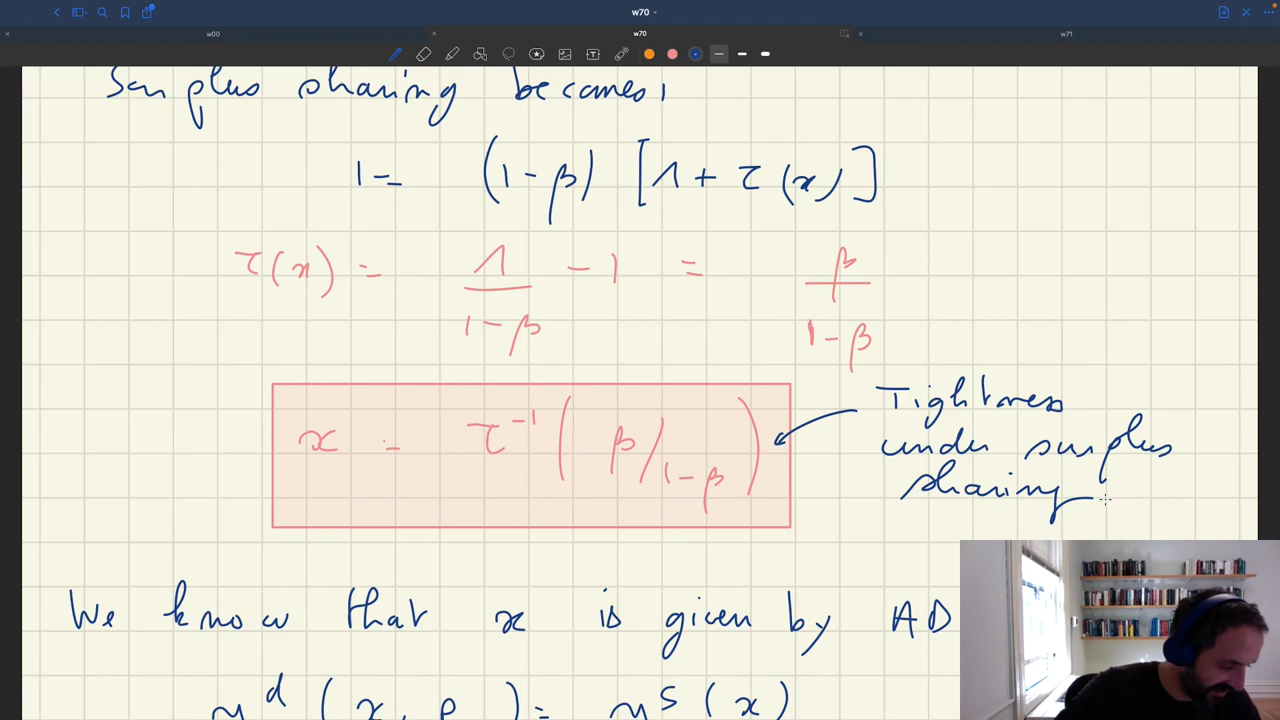 w70
w00
w70
w71
Surplus sharing becomes:
1 = (1-β) [1 + τ(x)]
τ(x) = 1/(1-β) - 1 = β/(1-β)
x = τ⁻¹(β/1-β)
Tightness
under surplus
sharing
We know that x is given by AD
(x, p) = yˢ(x)